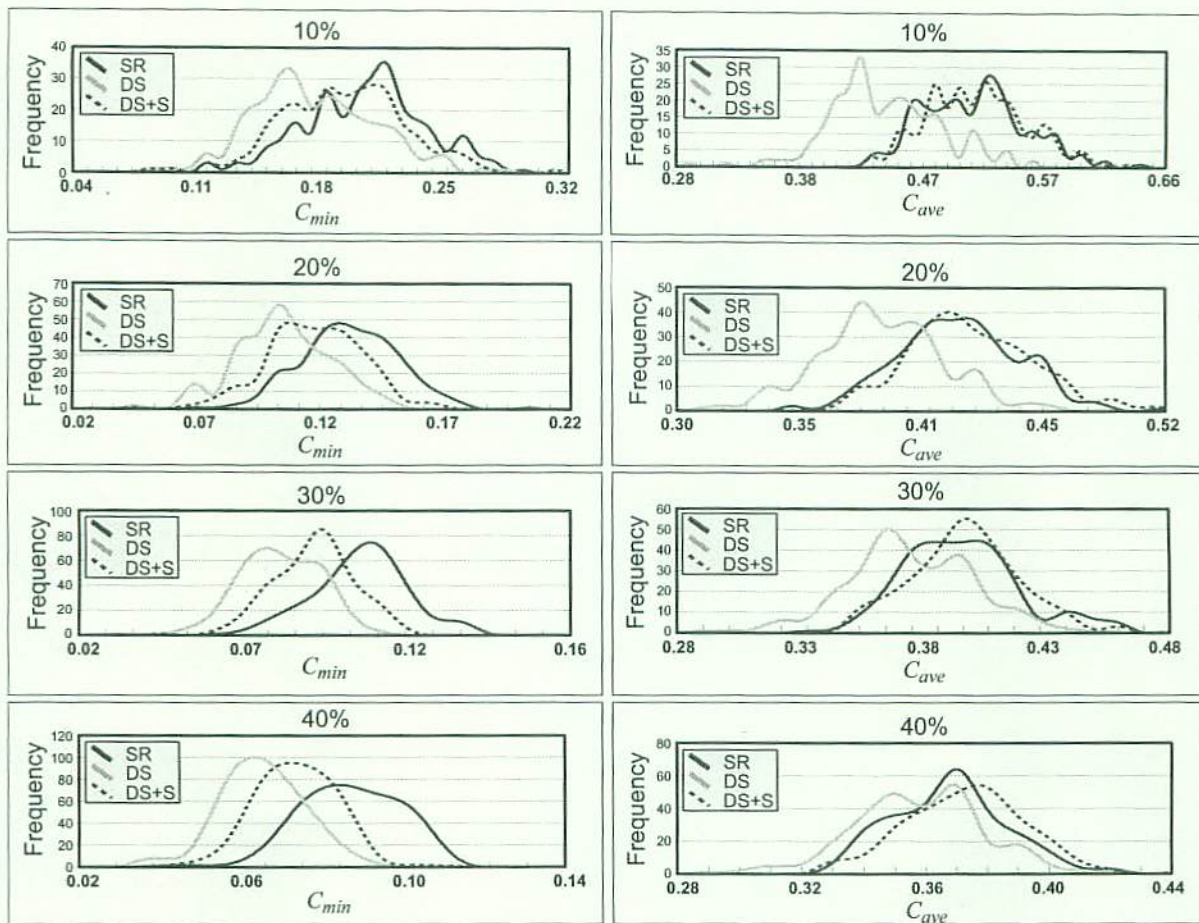 10%
Frequency
40
30
20
10
0
SR
DS
DS+S
0.04 0.11 0.18 0.25 0.32
Cmin
10%
Frequency
35
30
25
20
15
10
5
0
SR
DS
DS+S
0.28 0.38 0.47 0.57 0.66
Cave
20%
Frequency
70
60
50
40
30
20
10
0
SR
DS
DS+S
0.02 0.07 0.12 0.17 0.22
Cmin
20%
Frequency
50
40
30
20
10
0
SR
DS
DS+S
0.30 0.35 0.41 0.45 0.52
Cave
30%
Frequency
100
80
60
40
20
0
SR
DS
DS+S
0.02 0.07 0.12 0.16
Cmin
30%
Frequency
60
50
40
30
20
10
0
SR
DS
DS+S
0.28 0.33 0.38 0.43 0.48
Cave
40%
Frequency
120
100
80
60
40
20
0
SR
DS
DS+S
0.02 0.06 0.10 0.14
Cmin
40%
Frequency
80
60
40
20
0
SR
DS
DS+S
0.28 0.32 0.36 0.40 0.44
Cave